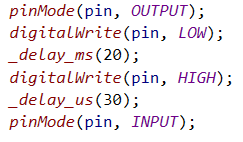 pinMode(pin, OUTPUT);
digitalWrite(pin, LOW);
_delay_ms(20);
digitalWrite(pin, HIGH);
_delay_us(30);
pinMode(pin, INPUT);